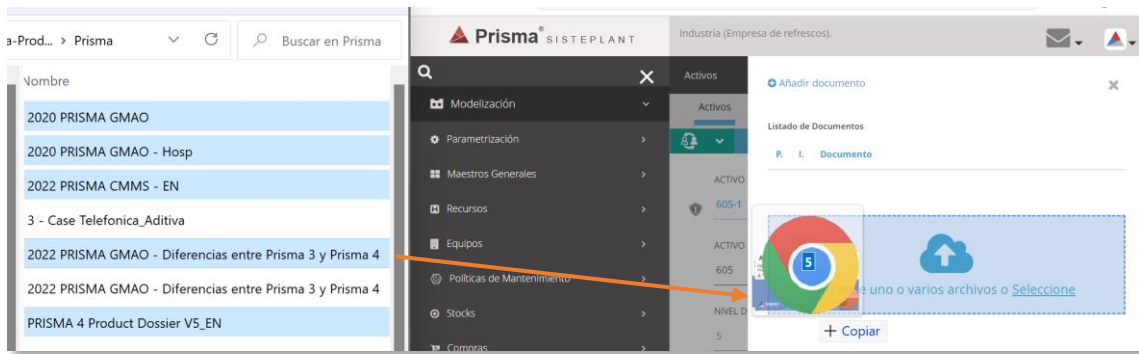 a-Prod... > Prisma
Buscar en Prisma
Nombre
2020 PRISMA GMAO
2020 PRISMA GMAO - Hosp
2022 PRISMA CMMS - EN
3 - Case Telefonica_Aditiva
2022 PRISMA GMAO - Diferencias entre Prisma 3 y Prisma 4
2022 PRISMA GMAO - Diferencias entre Prisma 3 y Prisma 4
PRISMA 4 Product Dossier V5_EN
Prisma® SISTEPLANT
Modelización
Parametrización
Maestros Generales
Recursos
Equipos
Políticas de Mantenimiento
Stocks
Compras
Industria (Empresa de refrescos).
Activos
Activos
ACTIVO
605-1
ACTIVO
605
NIVEL D
5
Añadir documento
Listado de Documentos
P. I. Documento
5
uno o varios archivos o Seleccione
+ Copiar